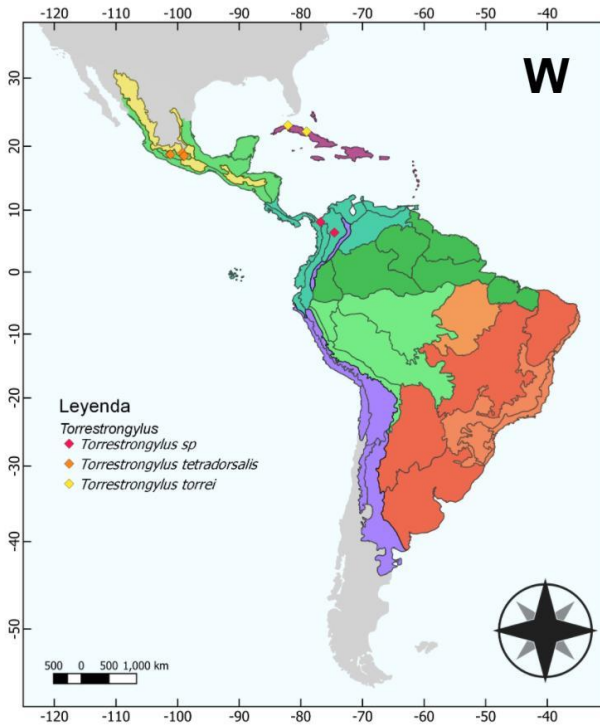 -120 -110 -100 -90 -80 -70 -60 -50 -40
W
30
20
10
0
-10
-20
-30
-40
-50
Leyenda
Torrestrongylus
Torrestrongylus sp
Torrestrongylus tetradorsalis
Torrestrongylus torrei
500 0 500 1,000 km
-120 -110 -100 -90 -80 -70 -60 -50 -40